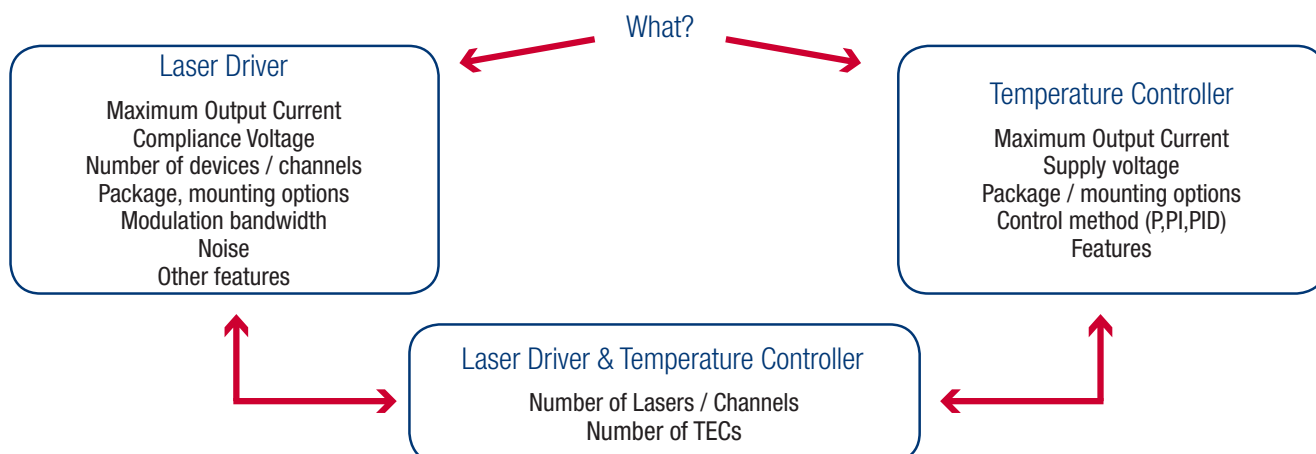 What?
Laser Driver
Maximum Output Current
Compliance Voltage
Number of devices / channels
Package, mounting options
Modulation bandwidth
Noise
Other features
Temperature Controller
Maximum Output Current
Supply voltage
Package / mounting options
Control method (P,PI,PID)
Features
Laser Driver & Temperature Controller
Number of Lasers / Channels
Number of TECs